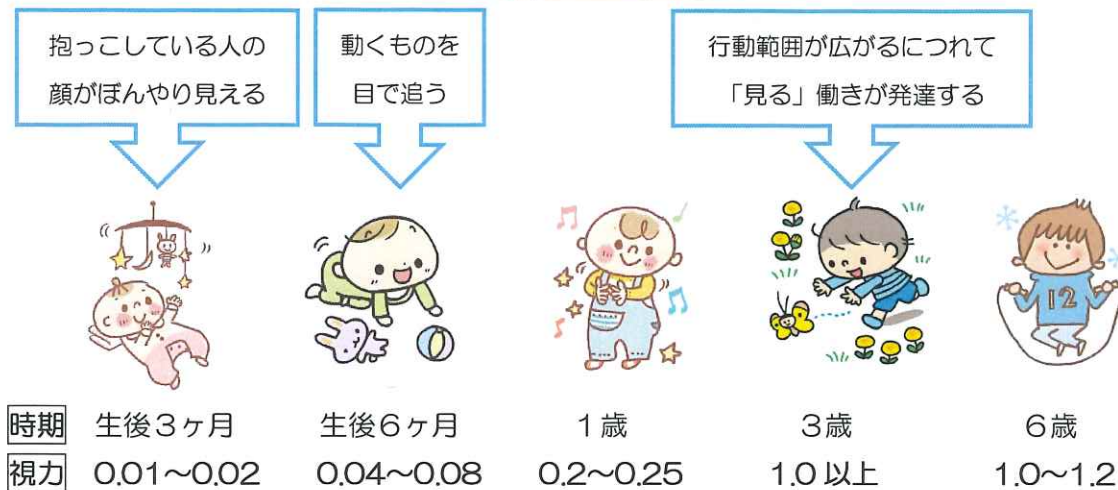 抱っこしている人の
顔がぼんやり見える
動くものを
目で追う
行動範囲が広がるにつれて
「見る」働きが発達する
12
時期 生後3ヶ月 生後6ヶ月 1歳 3歳 6歳
視力 0.01～0.02 0.04～0.08 0.2～0.25 1.0以上 1.0～1.2